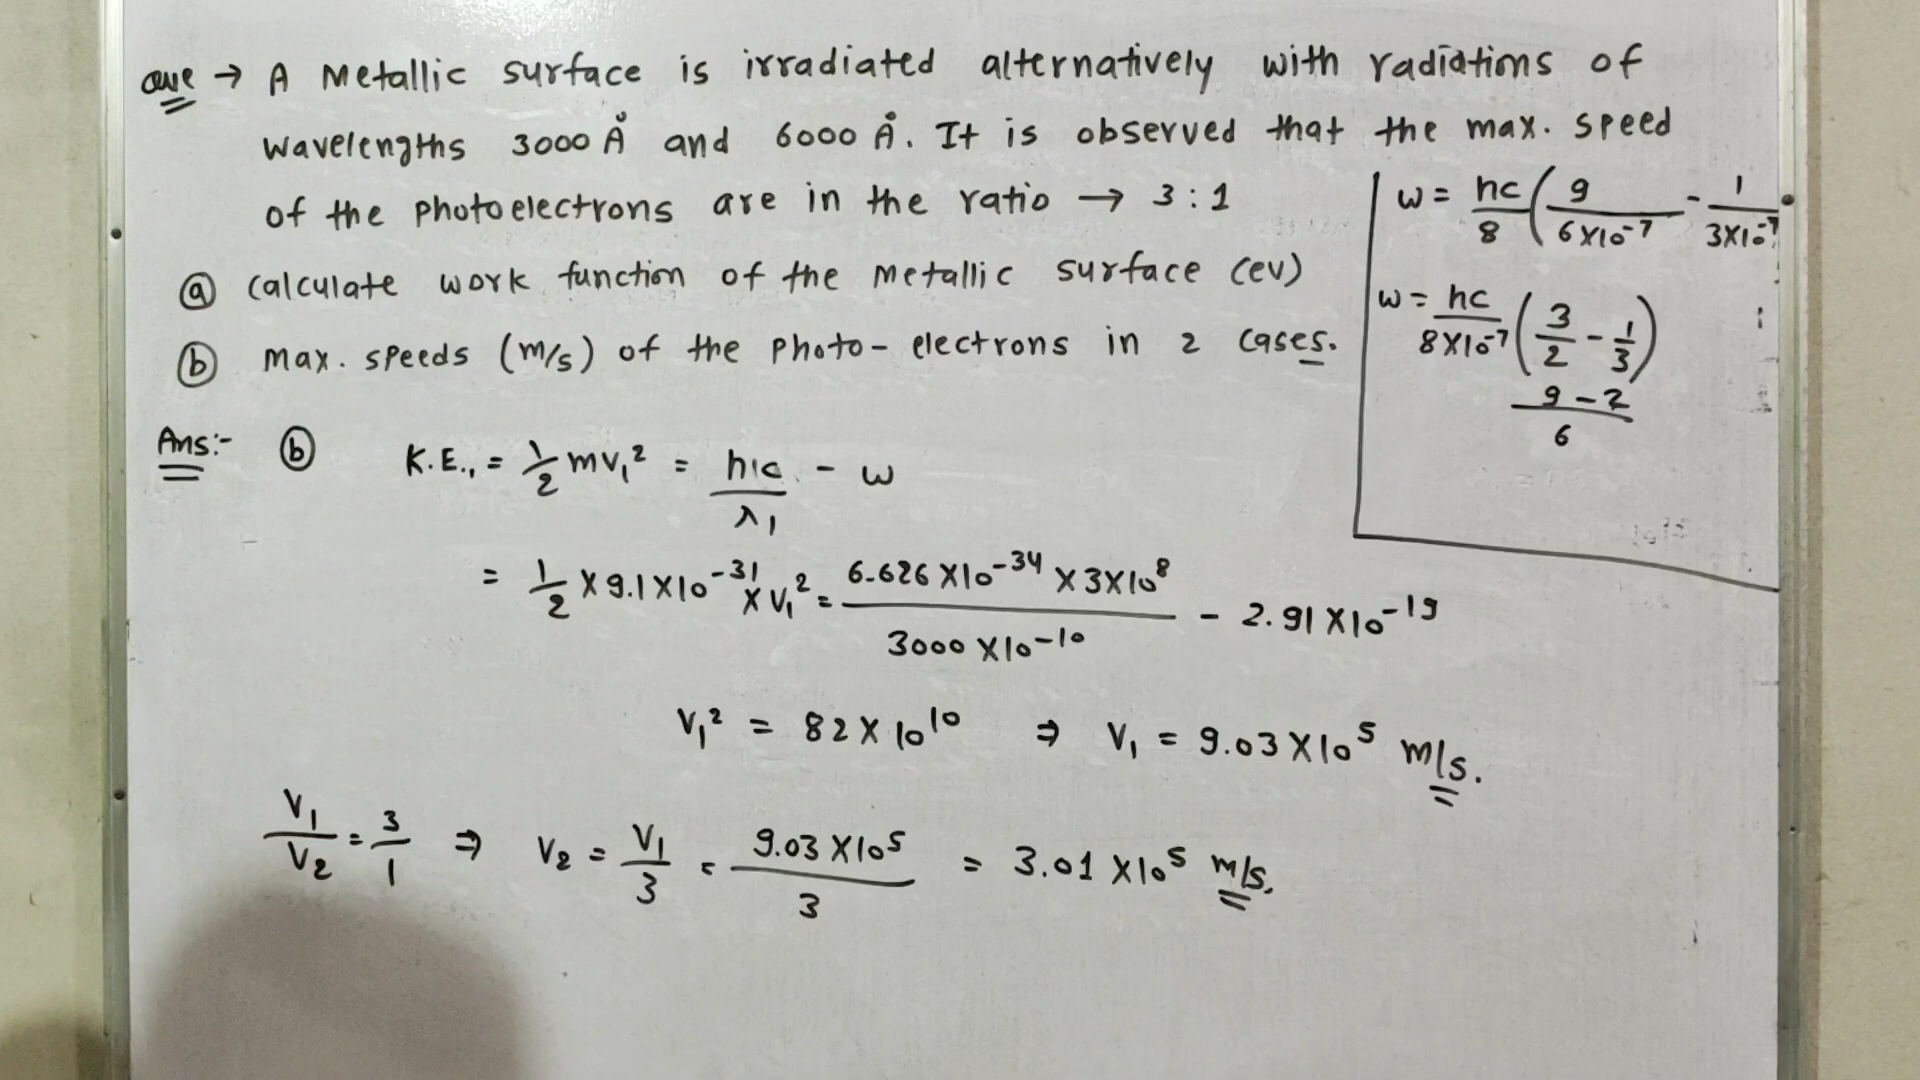 Que → A Metallic surface is irradiated alternatively with radiations of
wavelengths 3000 Å and 6000 Å. It is observed that the max. speed
of the photoelectrons are in the ratio → 3:1
(a) calculate work function of the metallic surface (eV)
(b) max. speeds (m/s) of the photo-electrons in 2 cases.
w = hc/8 ( 9/6×10⁻⁷ - 1/3×10⁻⁷
w = hc/8×10⁻⁷ ( 3/2 - 1/3 )
9-2/6
Ans:- (b) K.E., = 1/2 mv₁² = hc/λ₁ - w
= 1/2 × 9.1×10⁻³¹ × v₁² = 6.626×10⁻³⁴ × 3×10⁸ / 3000×10⁻¹⁰ - 2.91×10⁻¹⁹
V₁² = 82×10¹⁰ ⇒ V₁ = 9.03×10⁵ m/s.
V₁/V₂ = 3/1 ⇒ V₂ = V₁/3 = 9.03×10⁵/3 = 3.01×10⁵ m/s.